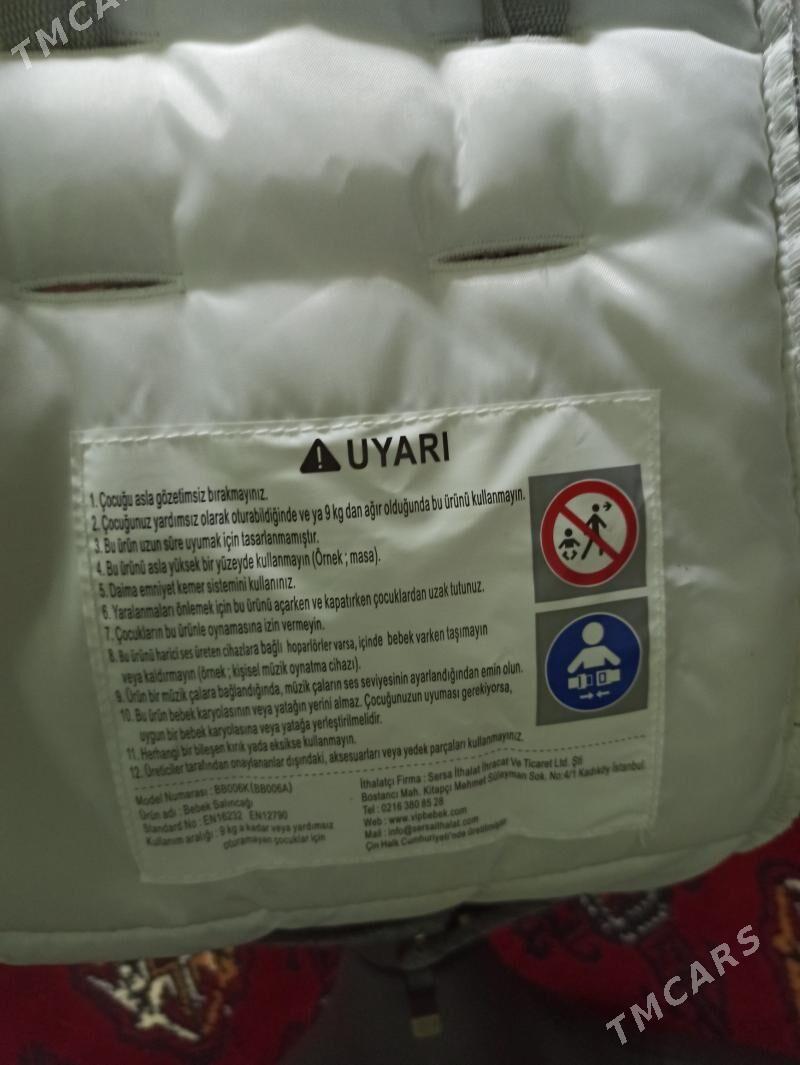 TMCARS
UYARI
1. Çocuğu asla gözetimsiz bırakmayınız.
2. Çocuğunuz yardımsız olarak oturabildiğinde ve ya 9 kg dan ağır olduğunda bu ürünü kullanmayın.
3. Bu ürün uzun süre uyumak için tasarlanmamıştır.
4. Bu ürünü asla yüksek bir yüzeyde kullanmayın (Örnek ; masa).
5. Daima emniyet kemer sistemini kullanınız.
6. Yaralanmaları önlemek için bu ürünü açarken ve kapatırken çocuklardan uzak tutunuz.
7. Çocukların bu ürünle oynamasına izin vermeyin.
8. Bu ürünü harici ses üreten cihazlara bağlı hoparlörler varsa, içinde bebek varken taşımayın
veya kaldırmayın (örnek ; kişisel müzik oynatma cihazı).
9. Ürün bir müzik çalara bağlandığında, müzik çaların ses seviyesinin ayarlandığından emin olun.
10. Bu ürün bebek karyolasının veya yatağın yerini almaz. Çocuğunuzun uyuması gerekiyorsa,
uygun bir bebek karyolasına veya yatağa yerleştirilmelidir.
11. Herhangi bir bileşen kırık yada eksikse kullanmayın.
12. Üreticiler tarafından onaylananlar dışındaki, aksesuarları veya yedek parçaları kullanmayınız.
Model Numarası : BB006K(BB006A)
Ürün adı : Bebek Salıncağı
Standard No : EN16232 EN12790
Kullanım aralığı : 9 kg a kadar veya yardımsız
oturamayan çocuklar için
İthalatçı Firma : Sersa İthalat İhracat Ve Ticaret Ltd. Şti
Bostancı Mah. Kitapçı Mehmet Süleyman Sok. No:4/1 Kadıköy İstanbul.
Tel : 0216 380 85 28
Web : www.vipbebek.com
Mail : info@sersaithalat.com
Çin Halk Cumhuriyeti'nde üretilmiştir
TMCARS